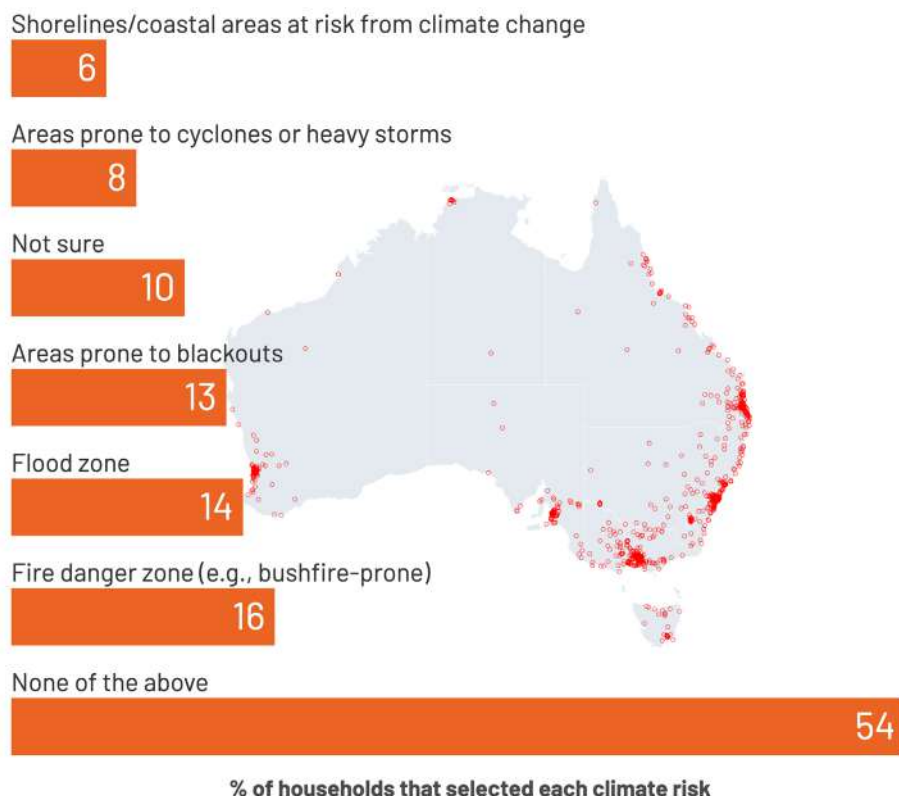 Shorelines/coastal areas at risk from climate change
6
Areas prone to cyclones or heavy storms
8
Not sure
10
Areas prone to blackouts
13
Flood zone
14
Fire danger zone (e.g., bushfire-prone)
16
None of the above
54
% of households that selected each climate risk